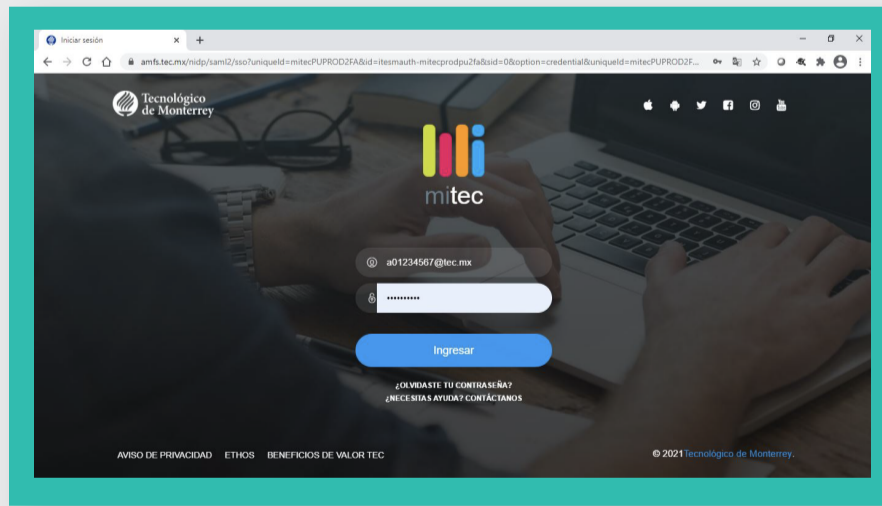 Iniciar sesión
amfs.tec.mx/nidp/saml2/sso?uniqueId=mitecPUPROD2FA&id=itesmauth-mitecprodpu2fa&sid=0&option=credential&uniqueId=mitecPUPROD2F...
Tecnológico
de Monterrey
mitec
a01234567@tec.mx
Ingresar
¿OLVIDASTE TU CONTRASEÑA?
¿NECESITAS AYUDA? CONTÁCTANOS
AVISO DE PRIVACIDAD ETHOS BENEFICIOS DE VALOR TEC
© 2021 Tecnológico de Monterrey.